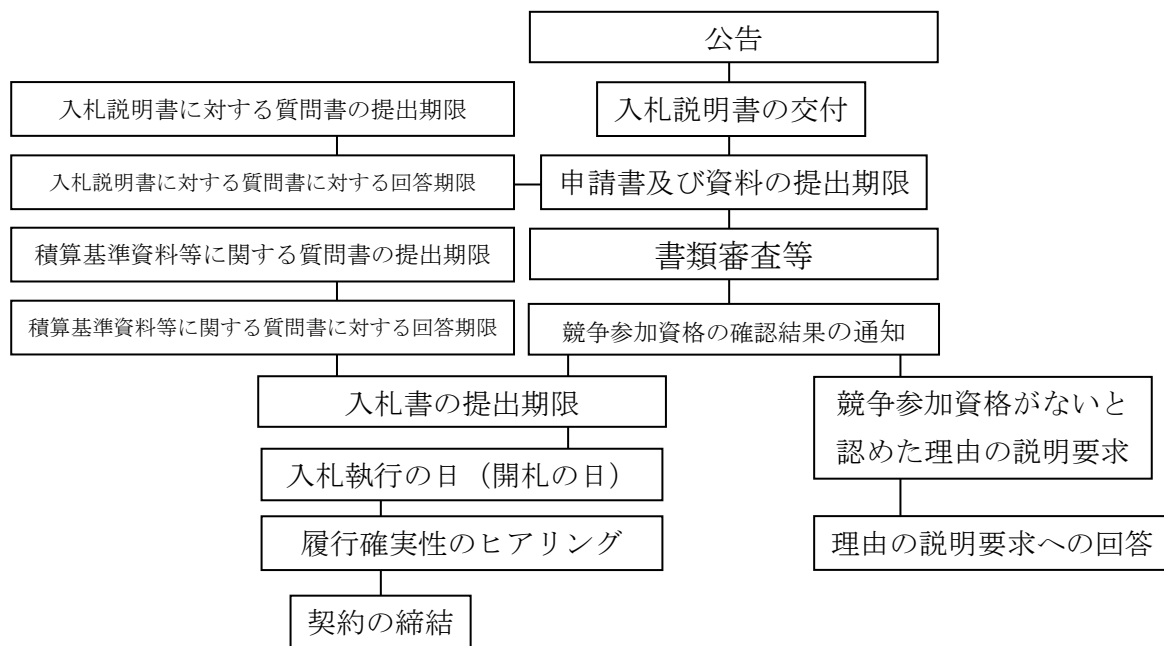 公告
入札説明書に対する質問書の提出期限
入札説明書の交付
入札説明書に対する質問書に対する回答期限
申請書及び資料の提出期限
積算基準資料等に関する質問書の提出期限
書類審査等
積算基準資料等に関する質問書に対する回答期限
競争参加資格の確認結果の通知
入札書の提出期限
競争参加資格がないと
認めた理由の説明要求
入札執行の日（開札の日）
履行確実性のヒアリング
理由の説明要求への回答
契約の締結